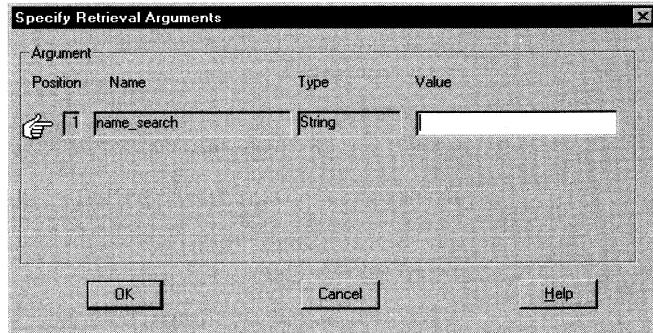 Specify Retrieval Arguments
Argument
Position Name Type Value
1 name_search String
OK Cancel Help